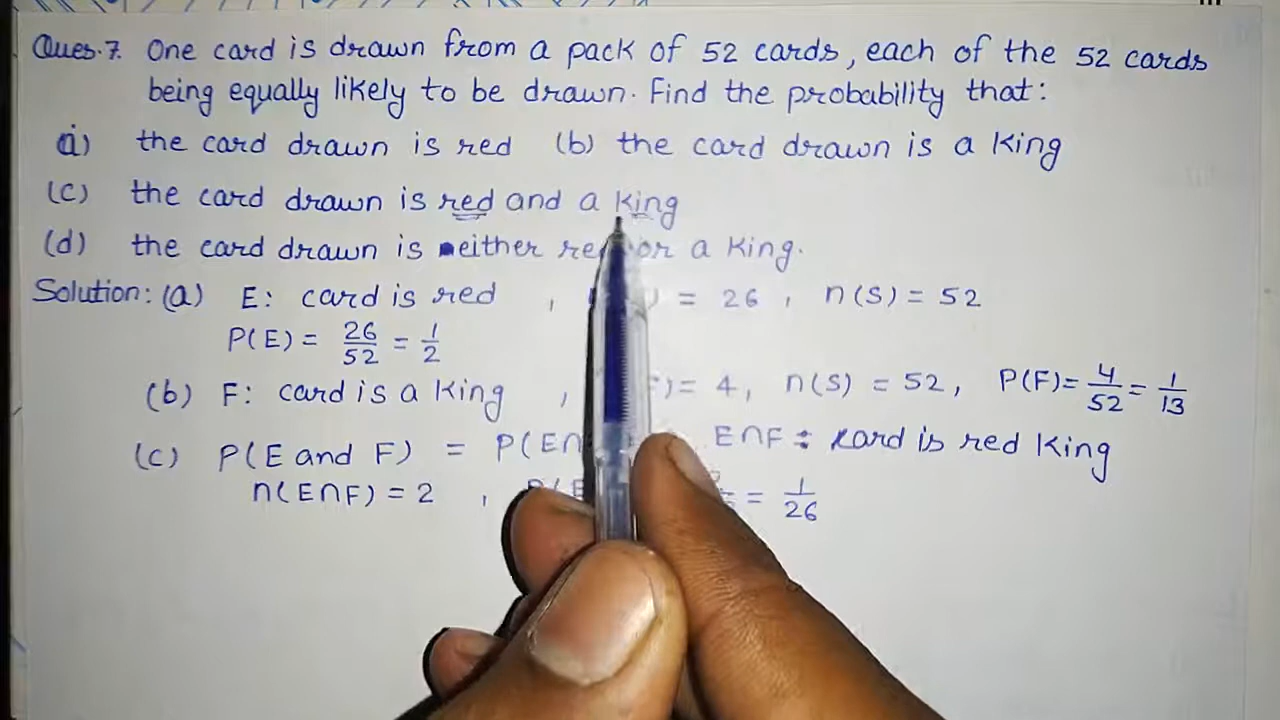 Ques.7. One card is drawn from a pack of 52 cards, each of the 52 cards
being equally likely to be drawn. Find the probability that:
a) the card drawn is red (b) the card drawn is a King
(c) the card drawn is red and a king
(d) the card drawn is neither or a King.
Solution: (a) E: card is red , = 26 , n(S) = 52
P(E) = 26/52 = 1/2
(b) F: card is a King , = 4, n(S) = 52, P(F) = 4/52 = 1/13
(c) P(E and F) = E∩F : card is red King
n(E∩F) = 2 , = 1/26